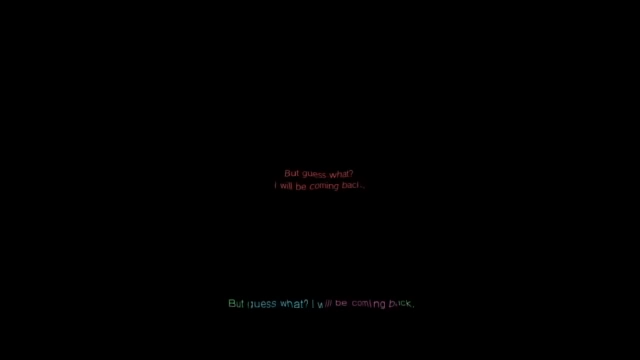 But guess what?
I will be coming back.
But guess what? I will be coming back.